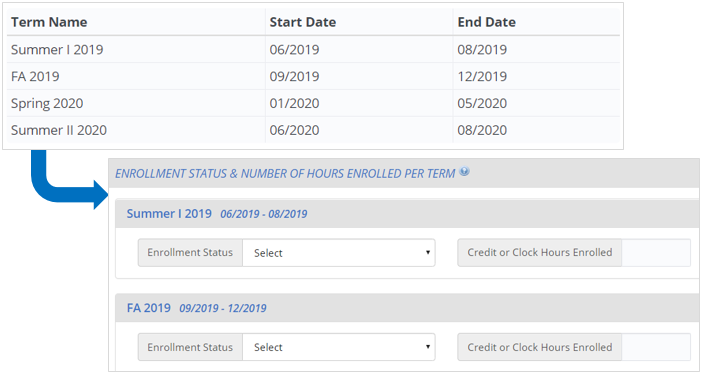 Term Name Start Date End Date
Summer I 2019 06/2019 08/2019
FA 2019 09/2019 12/2019
Spring 2020 01/2020 05/2020
Summer II 2020 06/2020 08/2020
ENROLLMENT STATUS & NUMBER OF HOURS ENROLLED PER TERM ?
Summer I 2019 06/2019 - 08/2019
Enrollment Status Select Credit or Clock Hours Enrolled
FA 2019 09/2019 - 12/2019
Enrollment Status Select Credit or Clock Hours Enrolled